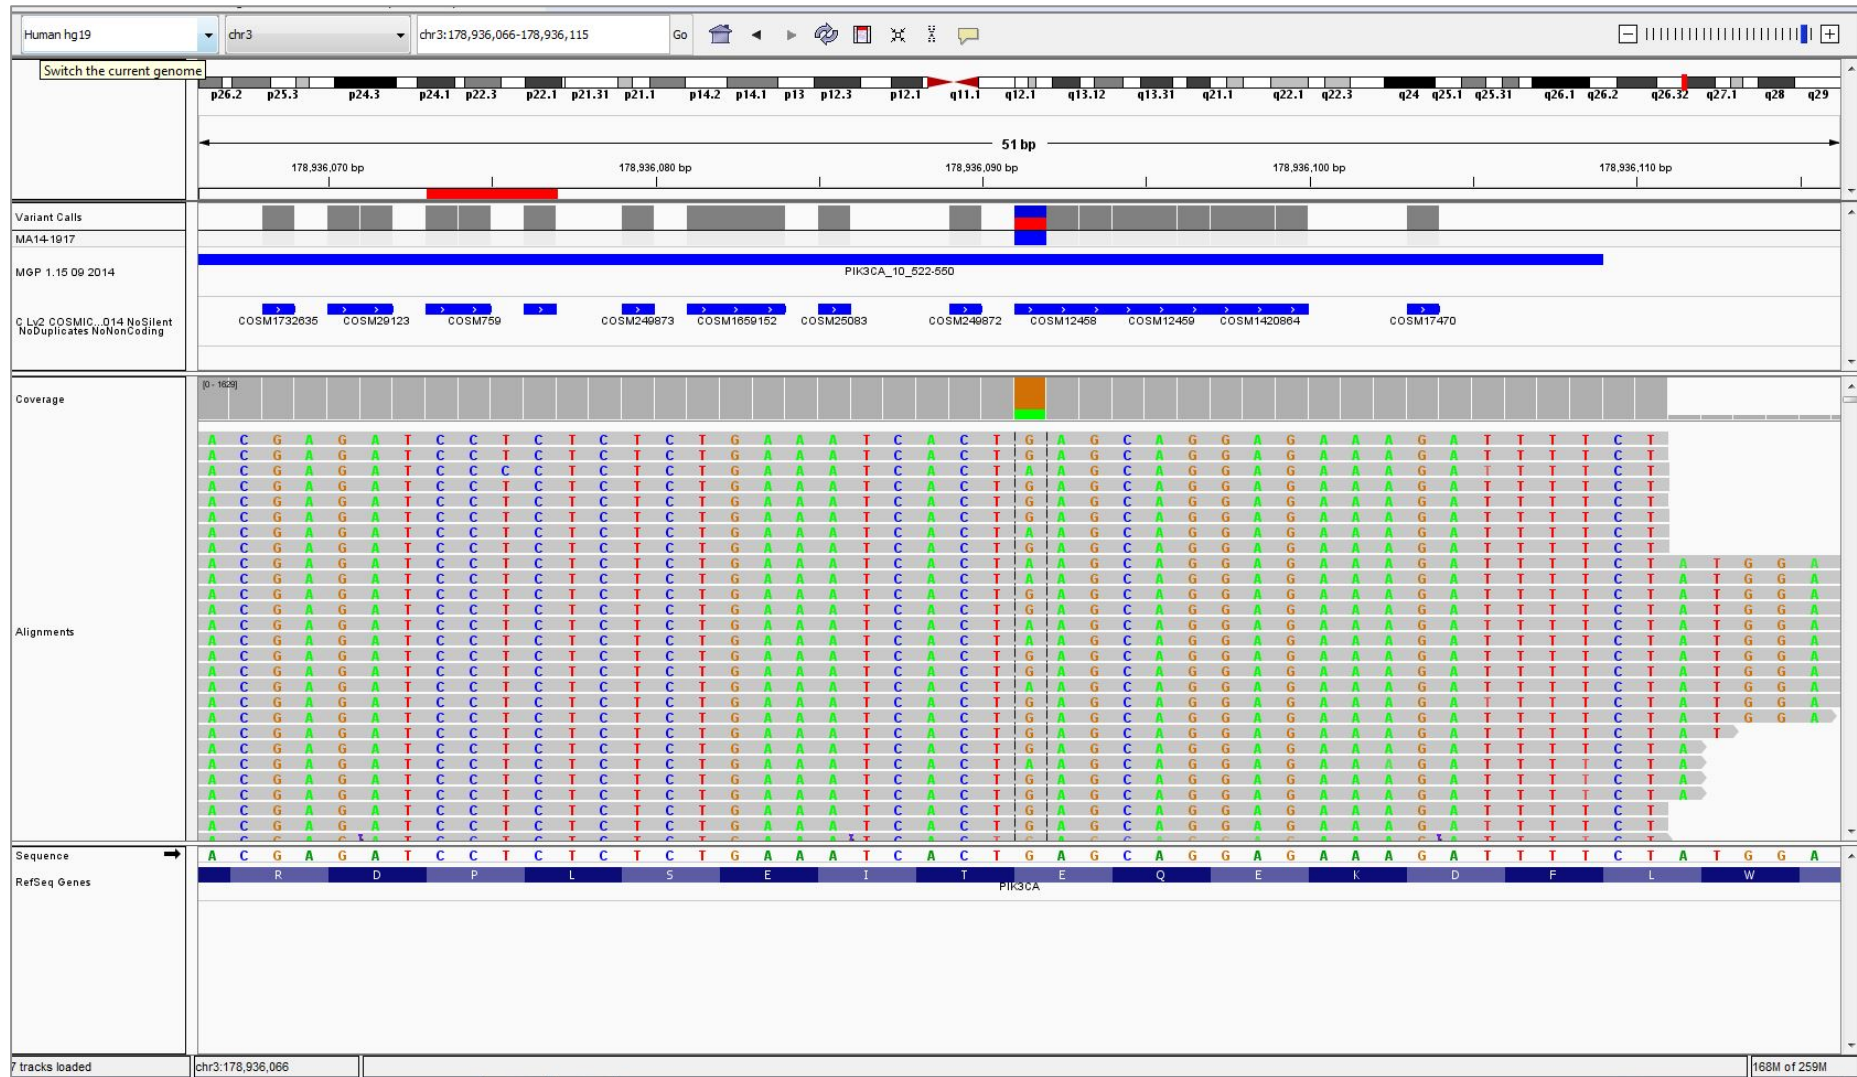 Human hg19 chr3 chr3:178,936,066-178,936,115 Go
Switch the current genome
p26.2 p25.3 p24.3 p24.1 p22.3 p22.1 p21.31 p21.1 p14.2 p14.1 p13 p12.3 p12.1 q11.1 q12.1 q13.12 q13.31 q21.1 q22.1 q22.3 q24 q25.1 q25.31 q26.1 q26.2 q26.32 q27.1 q28 q29
51 bp
178,936,070 bp 178,936,080 bp 178,936,090 bp 178,936,100 bp 178,936,110 bp
Variant Calls
MA14-1917
MGP 1.15 09 2014
PIK3CA_10_522-550
C Lv2 COSMIC...014 NoSilent
NoDuplicates NoNonCoding
COSM1732635 COSM29123 COSM759 COSM249873 COSM1659152 COSM25083 COSM249872 COSM12458 COSM12459 COSM1420864 COSM17470
Coverage
[0 - 1629]
Alignments
A C G A G A T C C T C T C T C T G A A A T C A C T G A G C A G G A G A A A G A T T T T C T
A C G A G A T C C T C T C T C T G A A A T C A C T G A G C A G G A G A A A G A T T T T C T
A C G A G A T C C C C T C T C T G A A A T C A C T A A G C A G G A G A A A G A T T T T C T
A C G A G A T C C T C T C T C T G A A A T C A C T G A G C A G G A G A A A G A T T T T C T
A C G A G A T C C T C T C T C T G A A A T C A C T G A G C A G G A G A A A G A T T T T C T
A C G A G A T C C T C T C T C T G A A A T C A C T G A G C A G G A G A A A G A T T T T C T
A C G A G A T C C T C T C T C T G A A A T C A C T A A G C A G G A G A A A G A T T T T C T
A C G A G A T C C T C T C T C T G A A A T C A C T G A G C A G G A G A A A G A T T T T C T
A C G A G A T C C T C T C T C T G A A A T C A C T A A G C A G G A G A A A G A T T T T C T A T G G A
A C G A G A T C C T C T C T C T G A A A T C A C T A A G C A G G A G A A A G A T T T T C T A T G G A
A C G A G A T C C T C T C T C T G A A A T C A C T G A G C A G G A G A A A G A T T T T C T A T G G A
A C G A G A T C C T C T C T C T G A A A T C A C T G A G C A G G A G A A A G A T T T T C T A T G G A
A C G A G A T C C T C T C T C T G A A A T C A C T A A G C A G G A G A A A G A T T T T C T A T G G A
A C G A G A T C C T C T C T C T G A A A T C A C T A A G C A G G A G A A A G A T T T T C T A T G G A
A C G A G A T C C T C T C T C T G A A A T C A C T G A G C A G G A G A A A G A T T T T C T A T G G A
A C G A G A T C C T C T C T C T G A A A T C A C T G A G C A G G A G A A A G A T T T T C T A T G G A
A C G A G A T C C T C T C T C T G A A A T C A C T A A G C A G G A G A A A G A T T T T C T A T G G A
A C G A G A T C C T C T C T C T G A A A T C A C T G A G C A G G A G A A A G A T T T T C T A T G G A
A C G A G A T C C T C T C T C T G A A A T C A C T G A G C A G G A G A A A G A T T T T C T A T G G A
A C G A G A T C C T C T C T C T G A A A T C A C T G A G C A G G A G A A A G A T T T T C T A T
A C G A G A T C C T C T C T C T G A A A T C A C T G A G C A G G A G A A A G A T T T T C T A
A C G A G A T C C T C T C T C T G A A A T C A C T A A G C A G G A G A A A G A T T T T C T A
A C G A G A T C C T C T C T C T G A A A T C A C T G A G C A G G A G A A A G A T T T T C T A
A C G A G A T C C T C T C T C T G A A A T C A C T G A G C A G G A G A A A G A T T T T C T A
A C G A G A T C C T C T C T C T G A A A T C A C T G A G C A G G A G A A A G A T T T T C T
A C G A G A T C C T C T C T C T G A A A T C A C T G A G C A G G A G A A A G A T T T T C T
Sequence A C G A G A T C C T C T C T C T G A A A T C A C T G A G C A G G A G A A A G A T T T T C T A T G G A
RefSeq Genes R D P L S E I T E Q E K D F L W
PIK3CA
7 tracks loaded chr3:178,936,066 168M of 259M